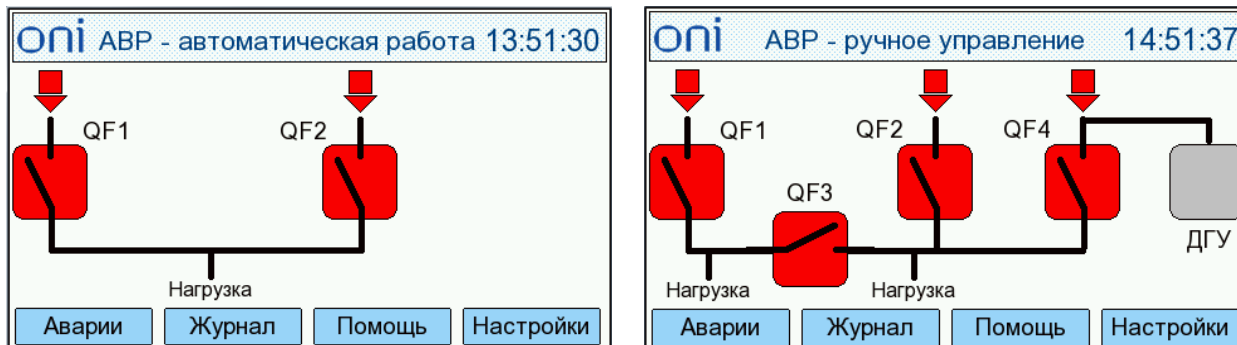 oni АВР - автоматическая работа 13:51:30
QF1 QF2
Нагрузка
Аварии Журнал Помощь Настройки
oni АВР - ручное управление 14:51:37
QF1 QF2 QF4
QF3
ДГУ
Нагрузка Нагрузка
Аварии Журнал Помощь Настройки